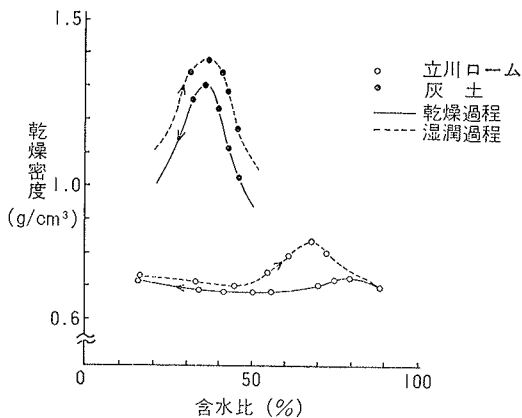 1.5
1.0
0.6
乾燥密度
(g/cm³)
0
50
100
含水比 (%)
立川ローム
灰土
乾燥過程
湿潤過程